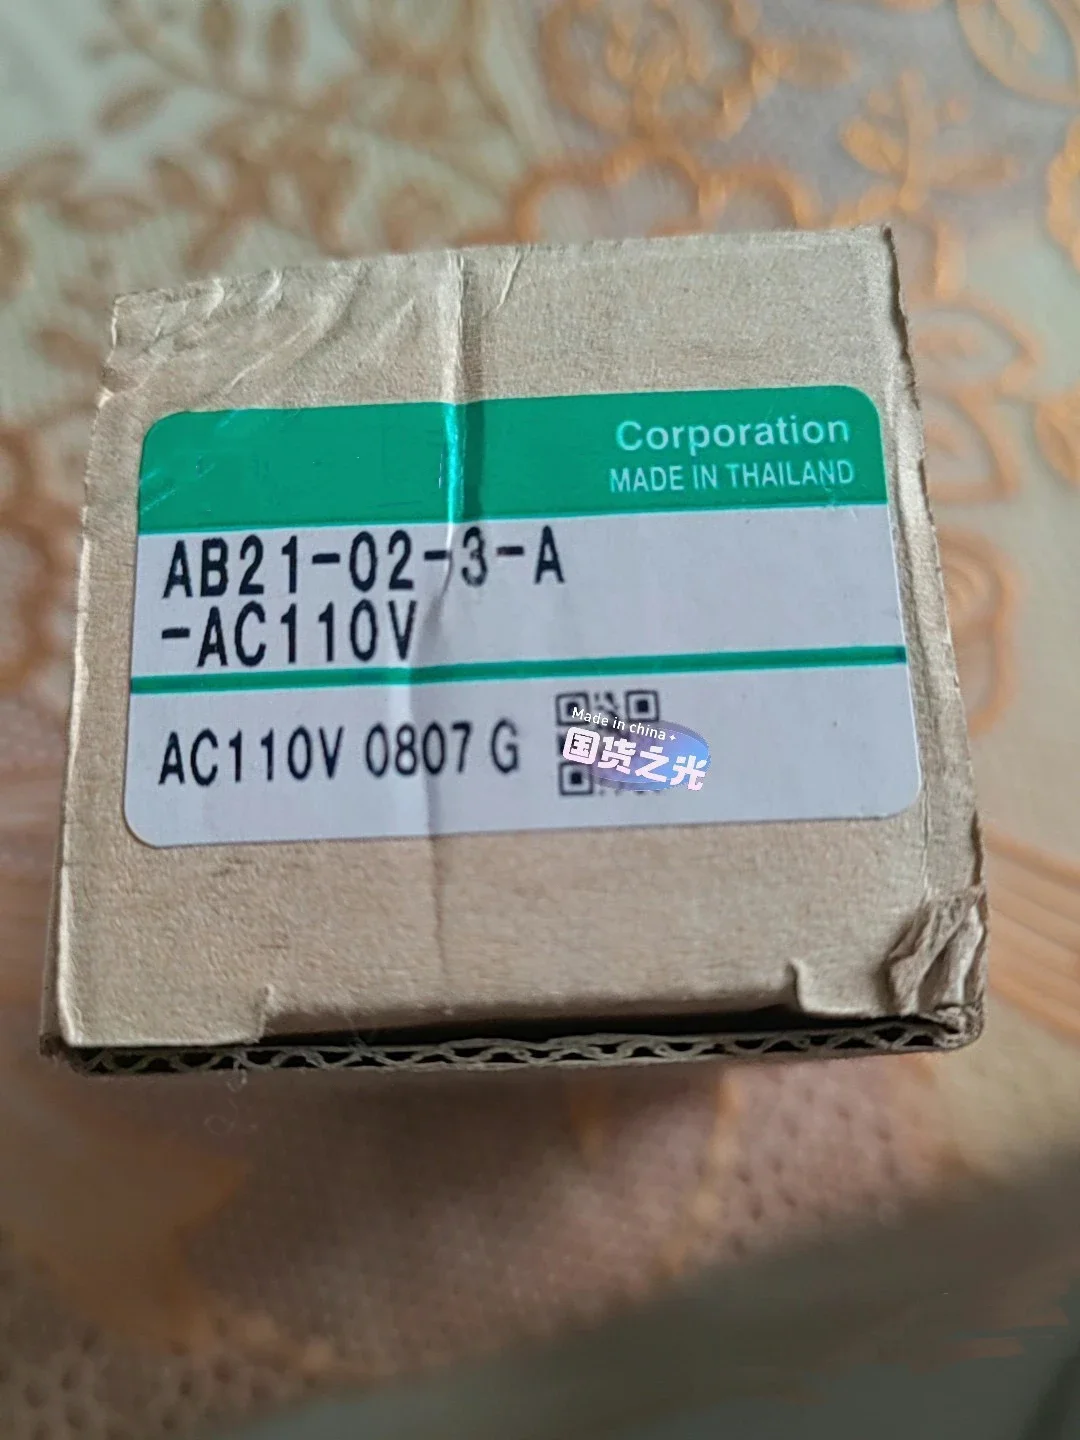 Corporation
MADE IN THAILAND
AB21-02-3-A
-AC110V
AC110V 0807 G
Made in china
国货之光